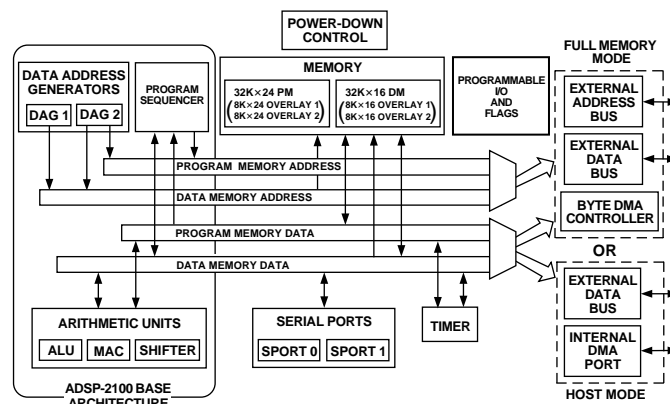 POWER-DOWN
CONTROL
FULL MEMORY
MODE
DATA ADDRESS
GENERATORS
DAG 1
DAG 2
PROGRAM
SEQUENCER
MEMORY
32K×24 PM
(8K×24 OVERLAY 1)
(8K×24 OVERLAY 2)
32K×16 DM
(8K×16 OVERLAY 1)
(8K×16 OVERLAY 2)
PROGRAMMABLE
I/O
AND
FLAGS
EXTERNAL
ADDRESS
BUS
EXTERNAL
DATA
BUS
BYTE DMA
CONTROLLER
OR
PROGRAM MEMORY ADDRESS
DATA MEMORY ADDRESS
PROGRAM MEMORY DATA
DATA MEMORY DATA
ARITHMETIC UNITS
ALU
MAC
SHIFTER
SERIAL PORTS
SPORT 0
SPORT 1
TIMER
EXTERNAL
DATA
BUS
INTERNAL
DMA
PORT
HOST MODE
ADSP-2100 BASE
ARCHITECTURE